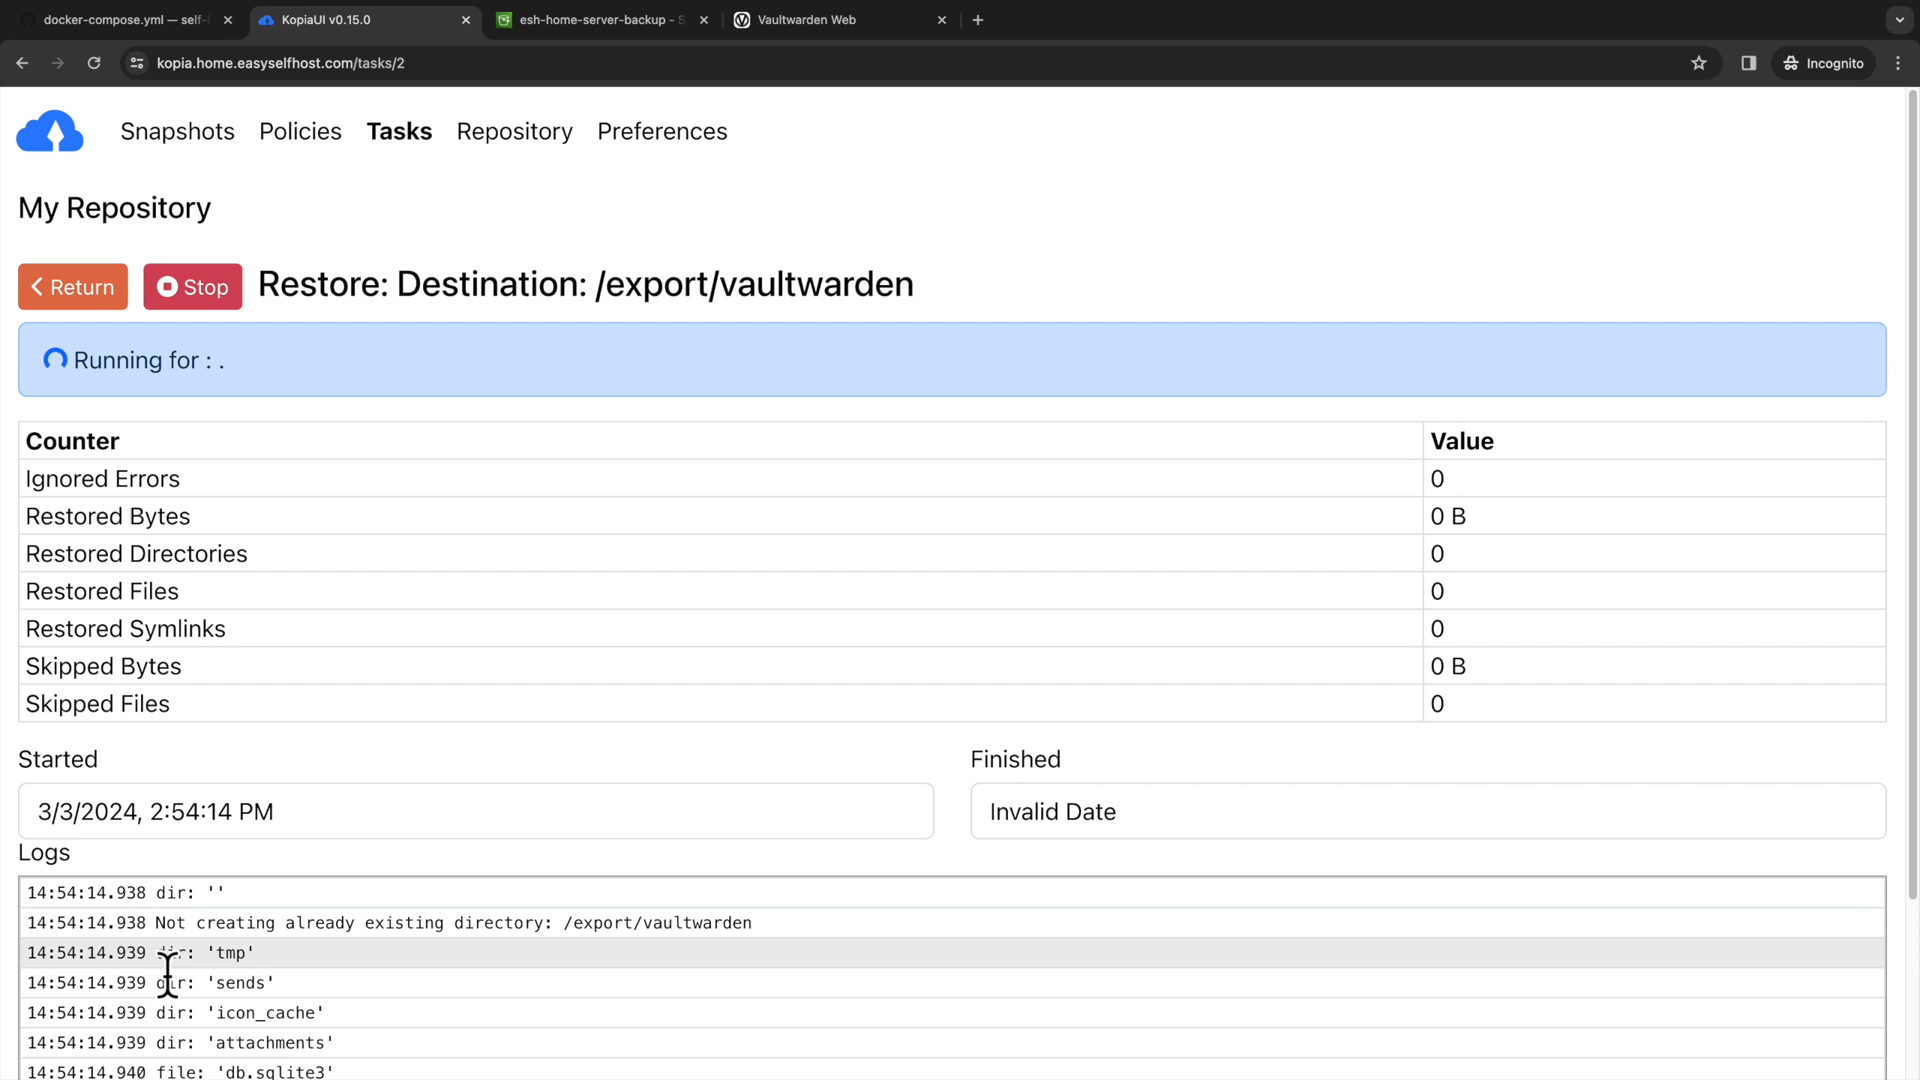 docker-compose.yml — self-
KopiaUI v0.15.0
esh-home-server-backup - S
Vaultwarden Web
kopia.home.easyselfhost.com/tasks/2
Incognito
Snapshots
Policies
Tasks
Repository
Preferences
My Repository
Return
Stop
Restore: Destination: /export/vaultwarden
Running for : .
Counter
Value
Ignored Errors
0
Restored Bytes
0 B
Restored Directories
0
Restored Files
0
Restored Symlinks
0
Skipped Bytes
0 B
Skipped Files
0
Started
Finished
3/3/2024, 2:54:14 PM
Invalid Date
Logs
14:54:14.938 dir: ''
14:54:14.938 Not creating already existing directory: /export/vaultwarden
14:54:14.939 dir: 'tmp'
14:54:14.939 dir: 'sends'
14:54:14.939 dir: 'icon_cache'
14:54:14.939 dir: 'attachments'
14:54:14.940 file: 'db.sqlite3'